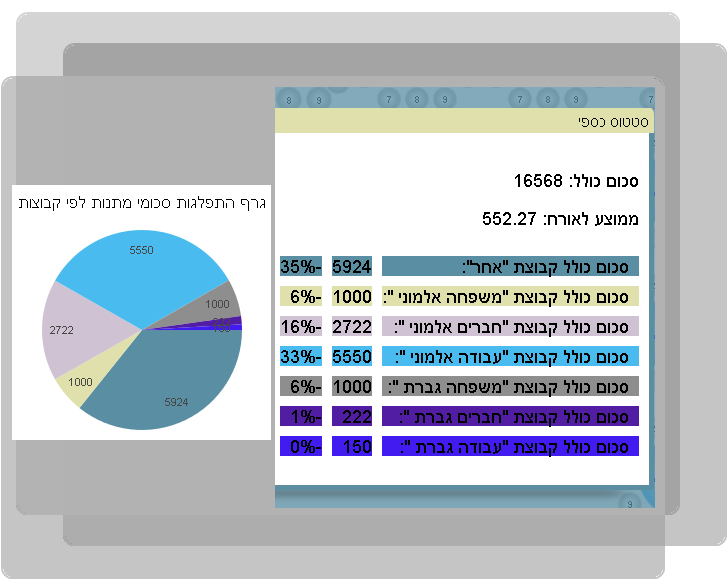 8 9 7 8 9 7 8 9 7
סטטוס כספי
סכום כולל: 16568
ממוצע לאורח: 552.27
סכום כולל קבוצת "אחר": 5924 -35%
סכום כולל קבוצת "משפחה אלמוני ": 1000 -6%
סכום כולל קבוצת "חברים אלמוני ": 2722 -16%
סכום כולל קבוצת "עבודה אלמוני ": 5550 -33%
סכום כולל קבוצת "משפחה גברת ": 1000 -6%
סכום כולל קבוצת "חברים גברת ": 222 -1%
סכום כולל קבוצת "עבודה גברת ": 150 -0%
9
גרף התפלגות סכומי מתנות לפי קבוצות
5550
1000
2722
1000
5924